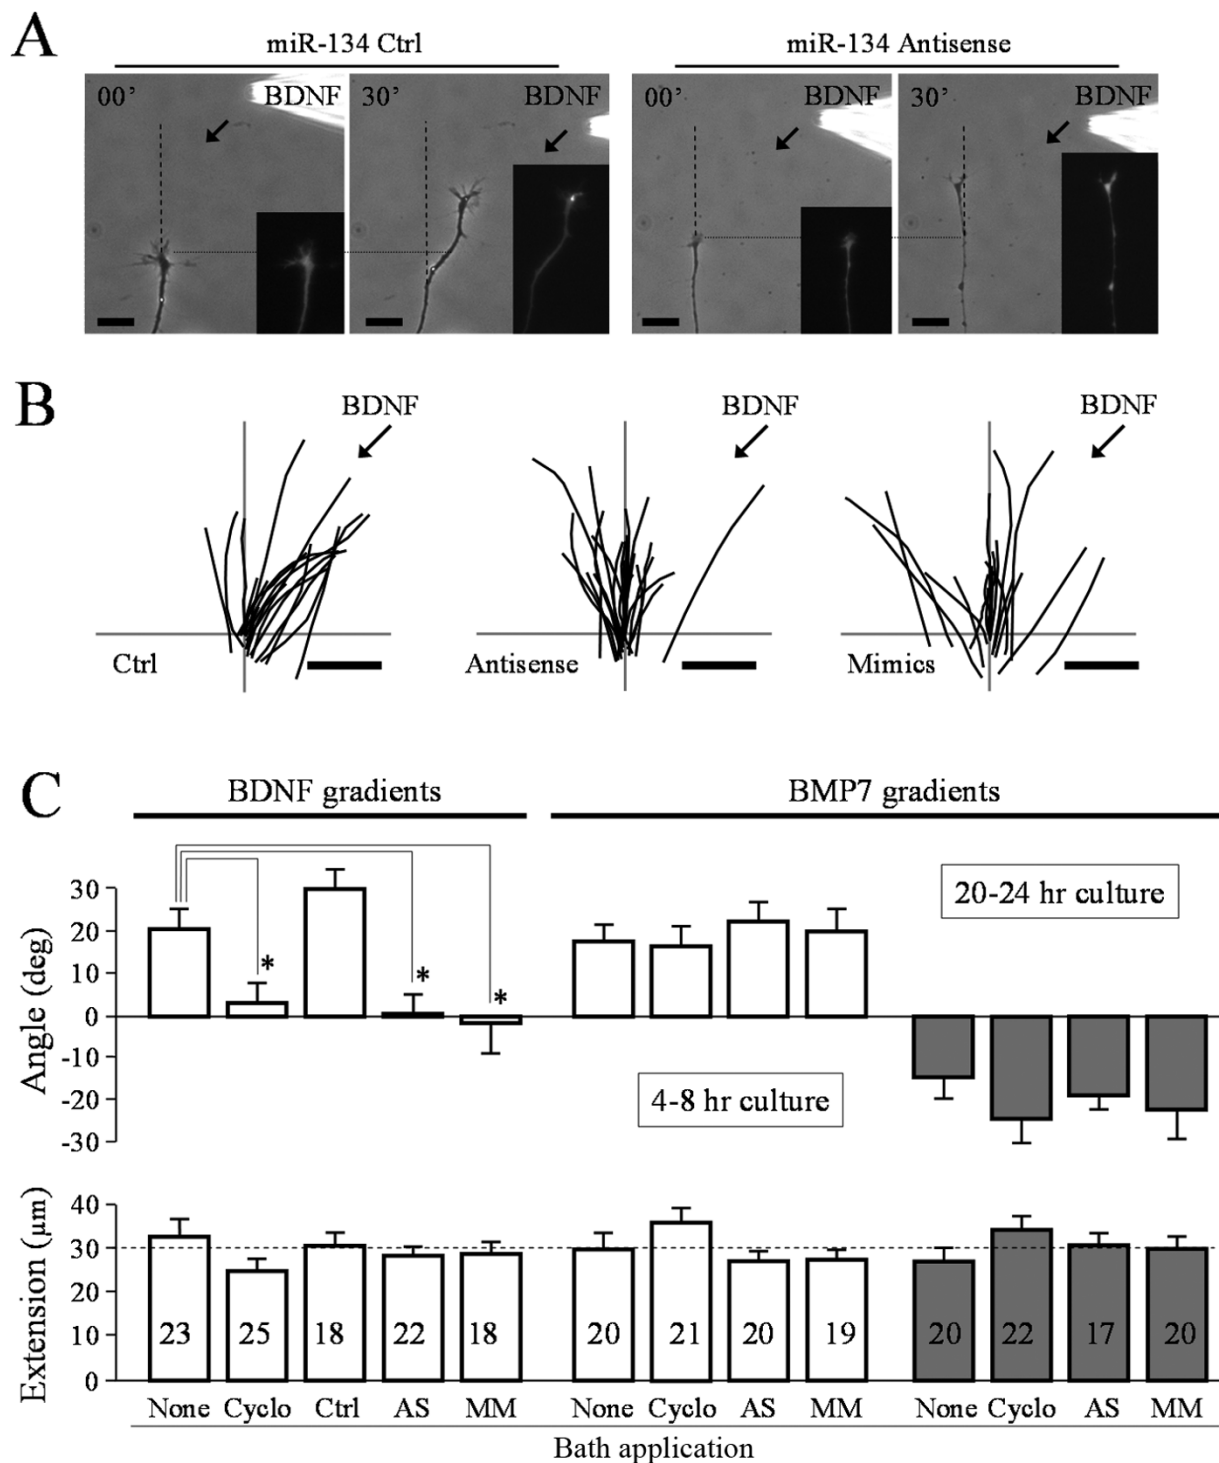 A
miR-134 Ctrl
miR-134 Antisense
00’ BDNF
30’ BDNF
00’ BDNF
30’ BDNF
B
BDNF
BDNF
BDNF
Ctrl
Antisense
Mimics
C
BDNF gradients
BMP7 gradients
20-24 hr culture
4-8 hr culture
Angle (deg)
30
20
10
0
-10
-20
-30
* * *
Extension (μm)
40
30
20
10
0
23 25 18 22 18 20 21 20 19 20 22 17 20
None Cyclo Ctrl AS MM None Cyclo AS MM None Cyclo AS MM
Bath application